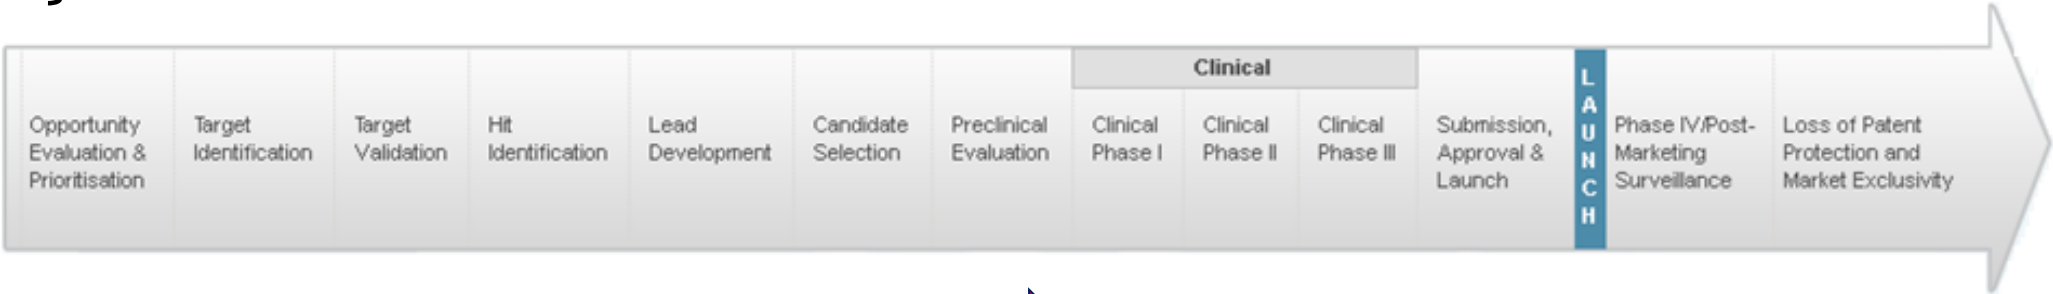 Opportunity
Evaluation &
Prioritisation
Target
Identification
Target
Validation
Hit
Identification
Lead
Development
Candidate
Selection
Preclinical
Evaluation
Clinical
Clinical
Phase I
Clinical
Phase II
Clinical
Phase III
Submission,
Approval &
Launch
LAUNCH
Phase IV/Post-
Marketing
Surveillance
Loss of Patent
Protection and
Market Exclusivity